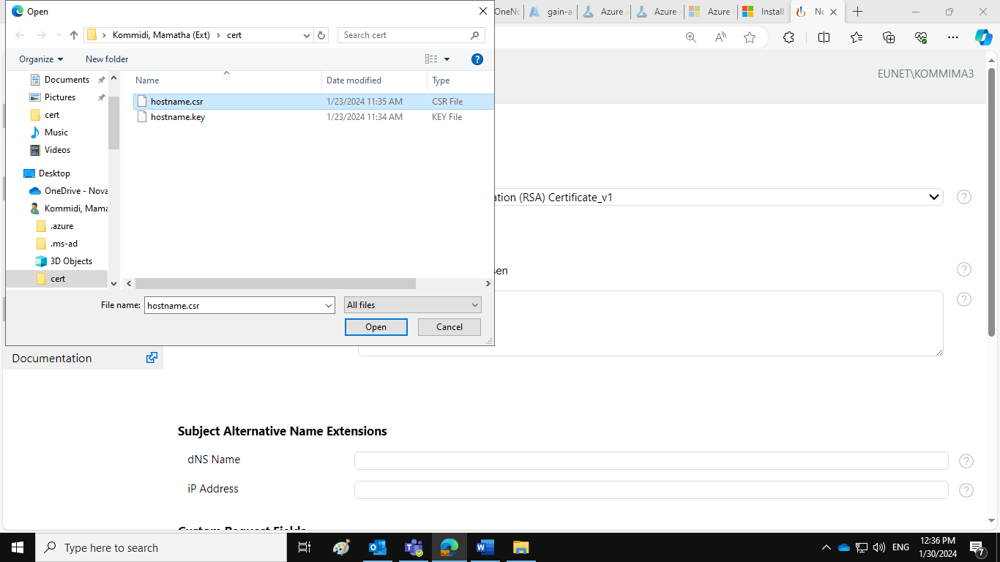 Open
OneNo
gain-a
Azure A
Azure A
Azure I
Install
No
Kommidi, Mamatha (Ext) > cert
Search cert
Organize
New folder
EUNET\KOMMIMA3
Name
Date modified
Type
Documents
Pictures
cert
Music
Videos
Desktop
OneDrive - Nova
Kommidi, Mama
.azure
.ms-ad
3D Objects
cert
hostname.csr 1/23/2024 11:35 AM CSR File
hostname.key 1/23/2024 11:34 AM KEY File
ation (RSA) Certificate_v1
sen
File name: hostname.csr
All files
Open
Cancel
Documentation
Subject Alternative Name Extensions
dNS Name
iP Address
Custom Request Fields
Type here to search
ENG
12:36 PM
1/30/2024
7